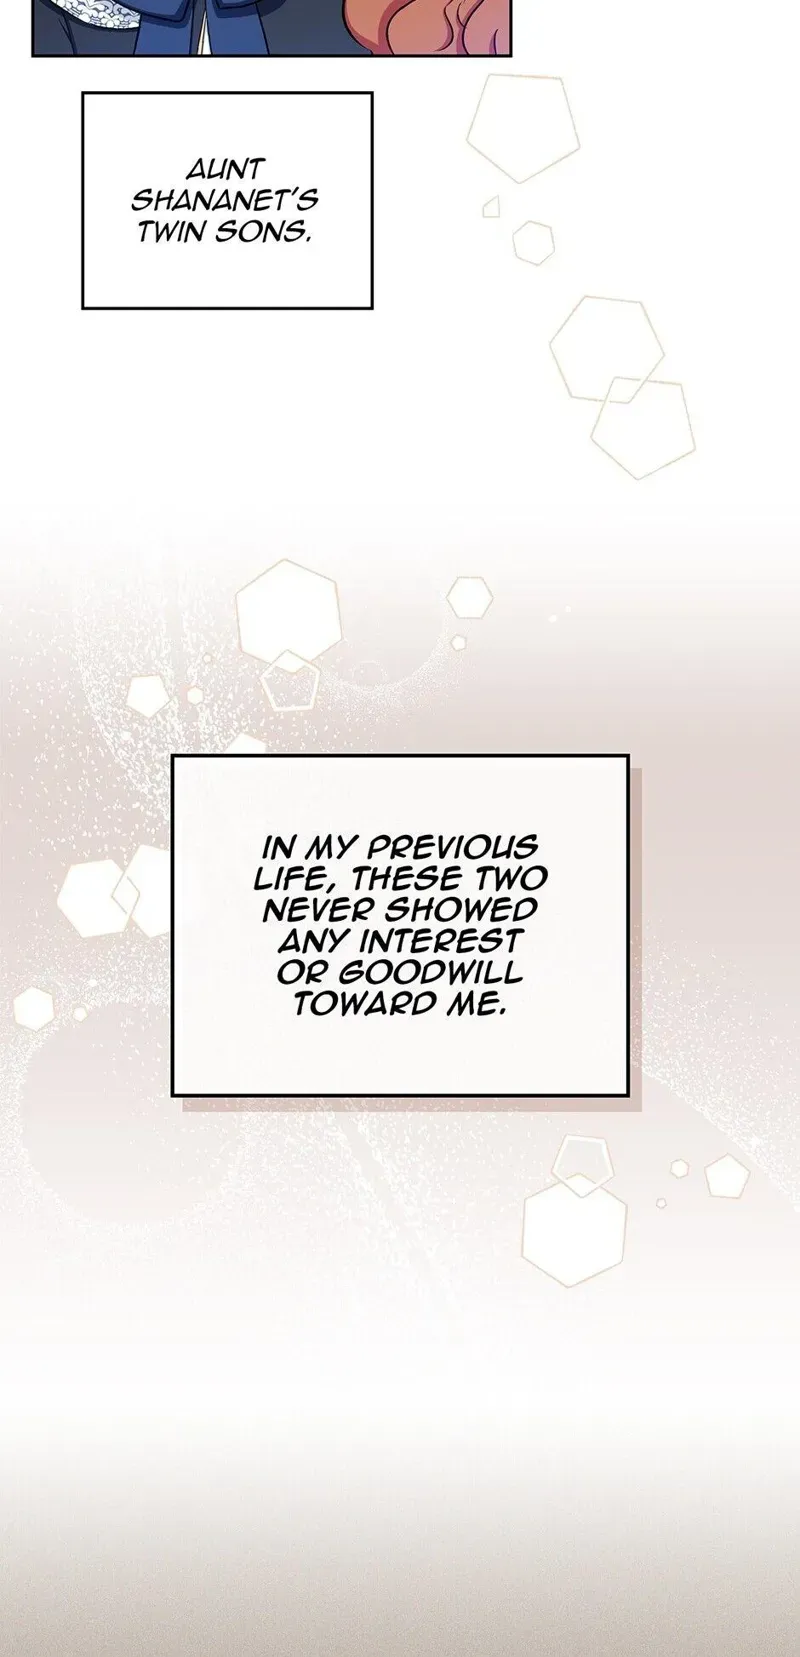 AUNT
SHANANET'S
TWIN SONS.
IN MY PREVIOUS
LIFE, THESE TWO
NEVER SHOWED
ANY INTEREST
OR GOODWILL
TOWARD ME.